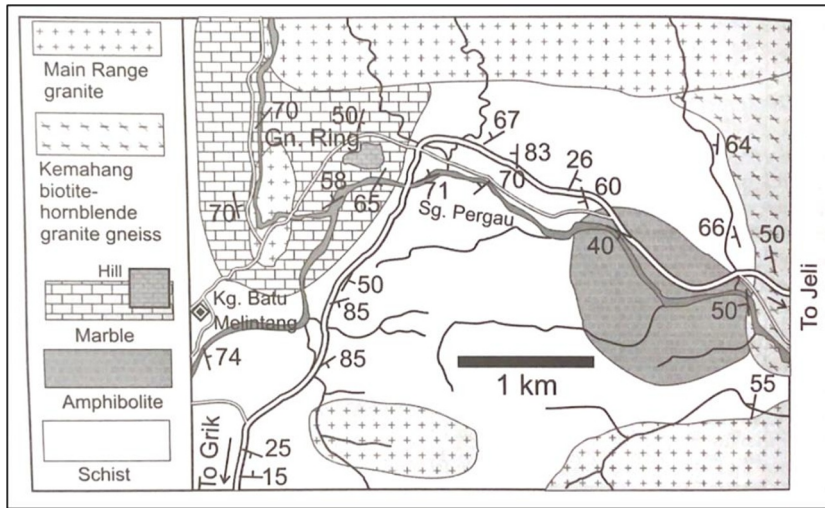 Main Range
granite
Kemahang
biotite-
hornblende
granite gneiss
Hill
Marble
Amphibolite
Schist
70
50
Gn. Ring
67
83
26
64
58
65
71
70
60
Sg. Pergau
70
66
40
50
50
Kg. Batu
Melintang
50
85
74
85
1 km
To Jeli
55
To Grik
25
15